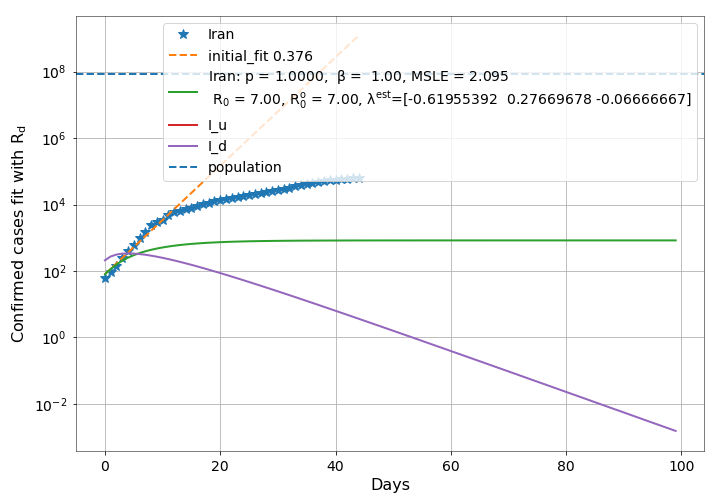 Iran
initial_fit 0.376
Iran: p = 1.0000, β = 1.00, MSLE = 2.095
R₀ = 7.00, R₀ᵒ = 7.00, λᵉˢᵗ=[-0.61955392 0.27669678 -0.06666667]
I_u
I_d
population
Confirmed cases fit with R_d
10⁸
10⁶
10⁴
10²
10⁰
10⁻²
0 20 40 60 80 100
Days